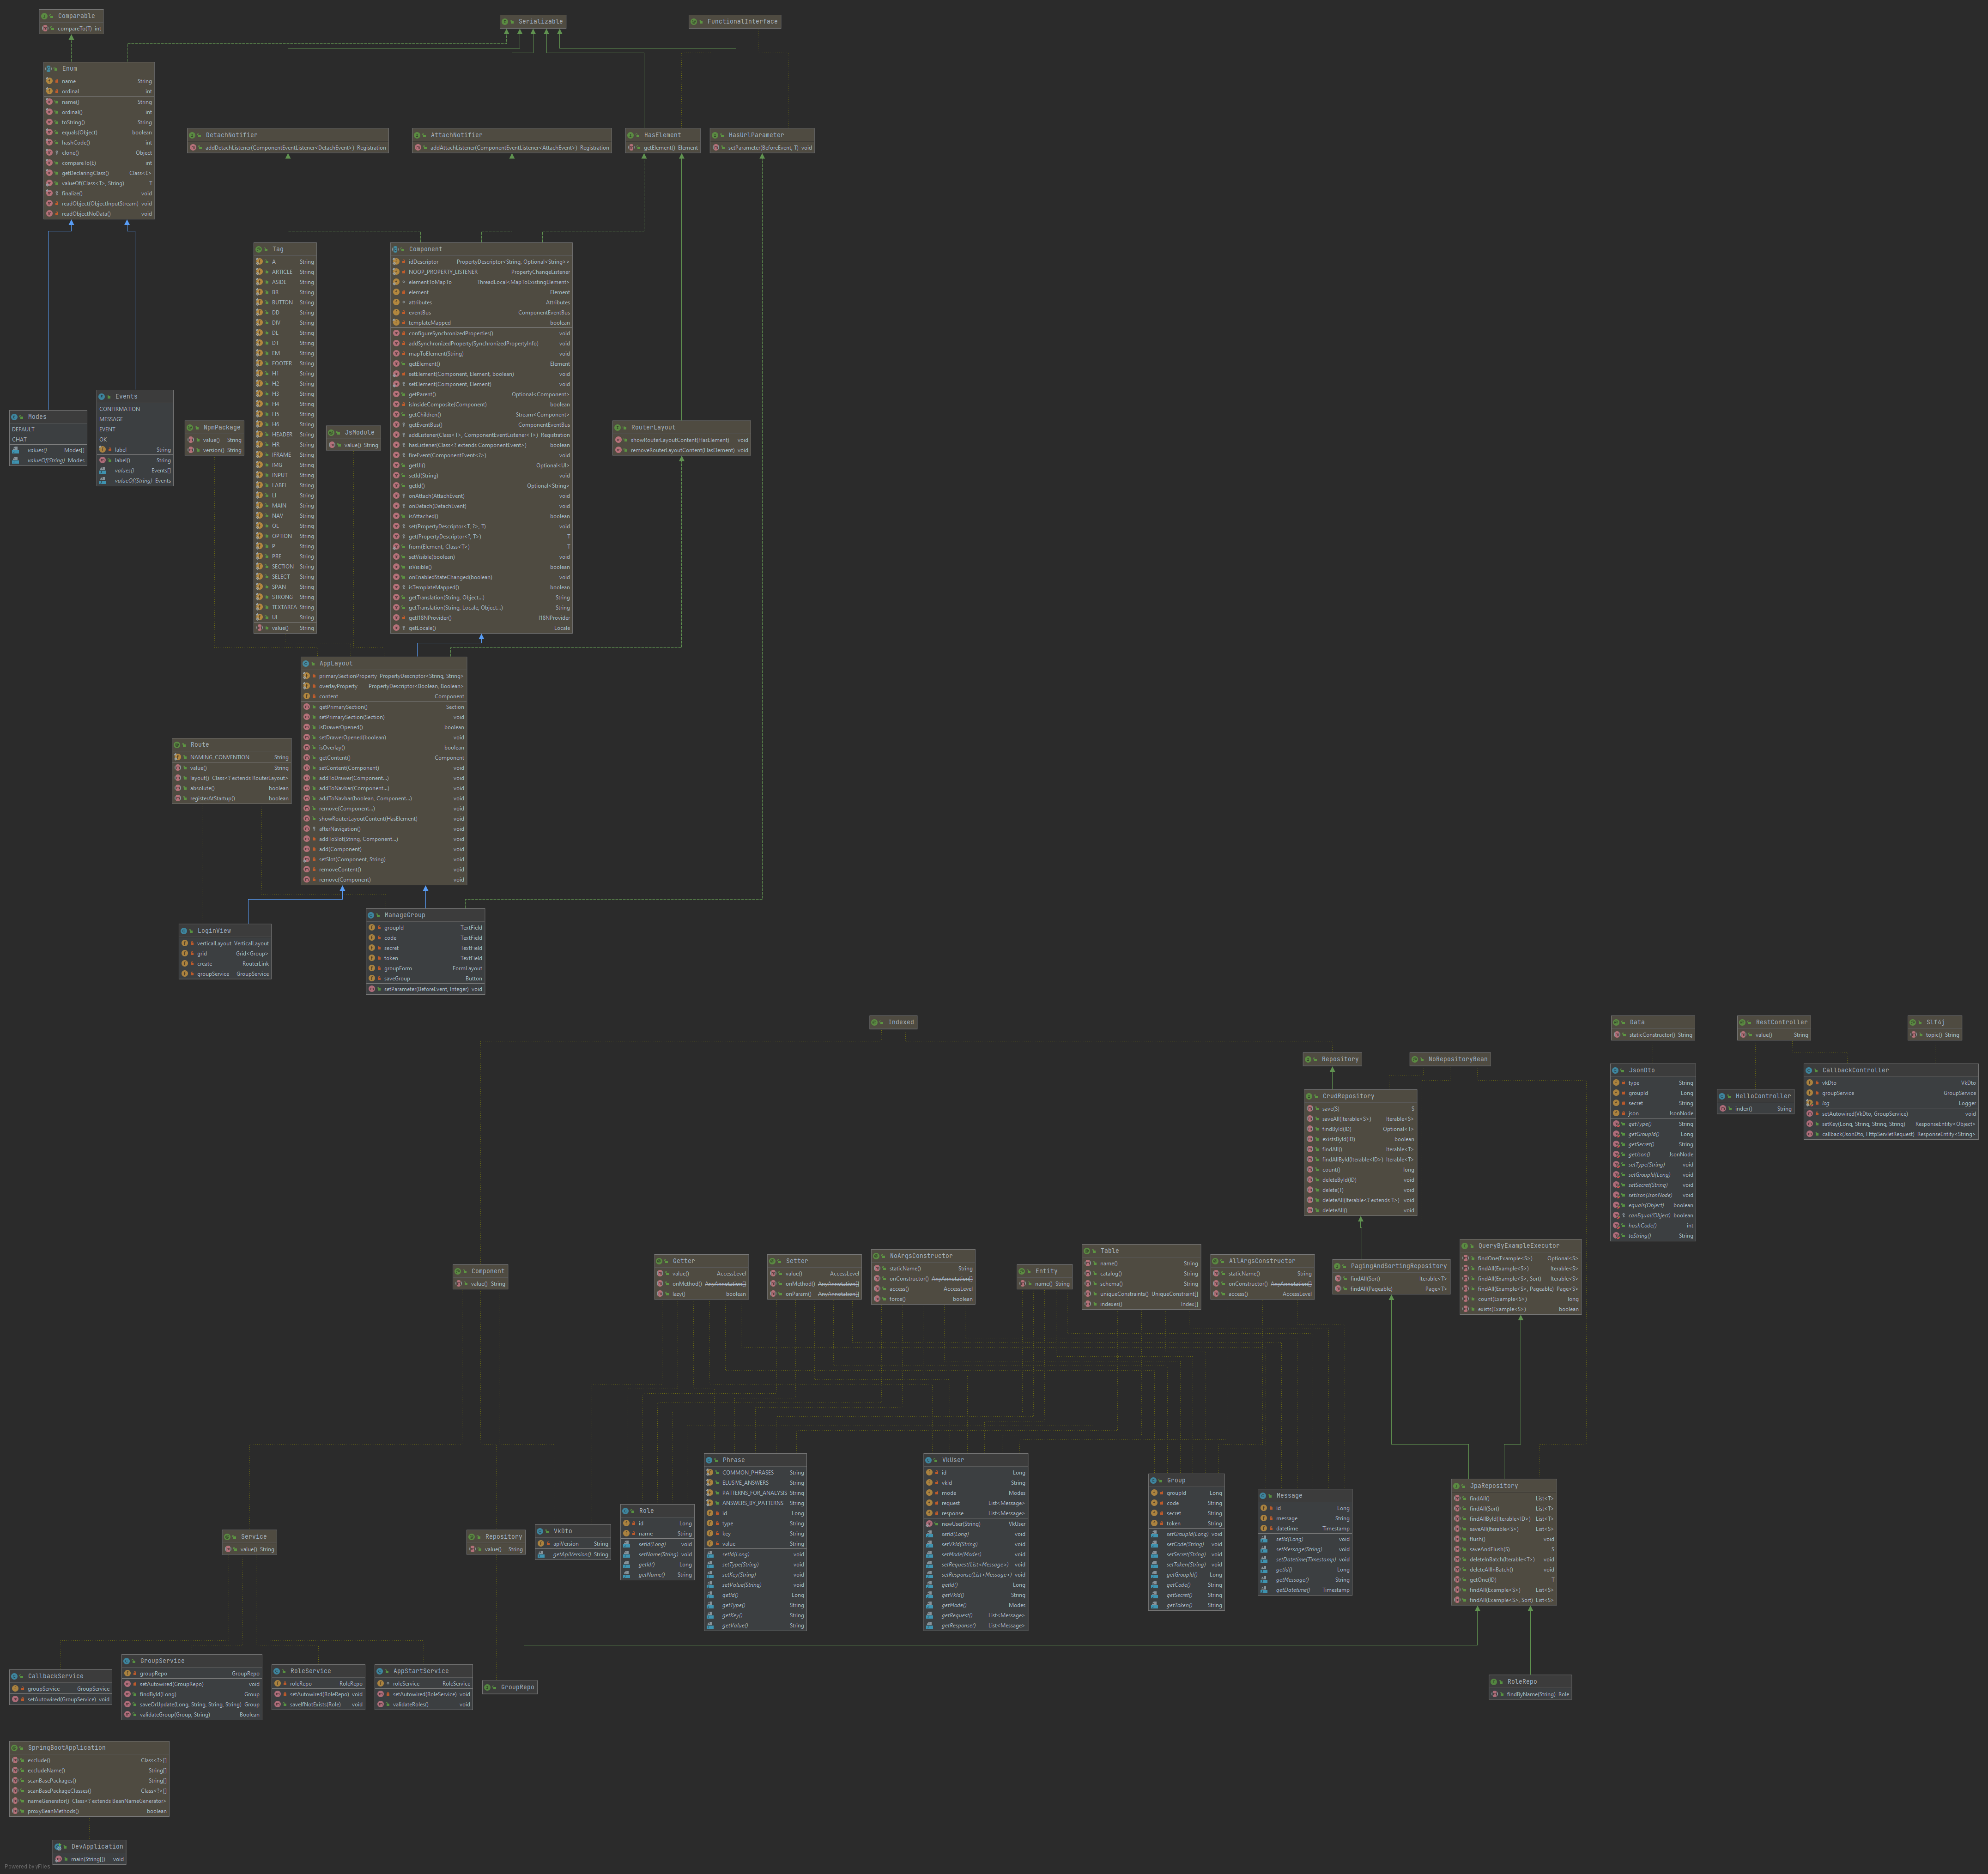 Comparable
compareTo(T) int
Serializable
FunctionalInterface
Enum
name String
ordinal int
name() String
ordinal() int
toString() String
equals(Object) boolean
hashCode() int
clone() Object
compareTo(E) int
getDeclaringClass() Class<E>
valueOf(Class<T>, String) T
finalize() void
readObject(ObjectInputStream) void
readObjectNoData() void
DetachNotifier
addDetachListener(ComponentEventListener<DetachEvent>) Registration
AttachNotifier
addAttachListener(ComponentEventListener<AttachEvent>) Registration
HasElement
getElement() Element
HasUrlParameter
setParameter(BeforeEvent, T) void
Tag
A String
ARTICLE String
ASIDE String
BR String
BUTTON String
DD String
DIV String
DL String
DT String
EM String
FOOTER String
H1 String
H2 String
H3 String
H4 String
H5 String
H6 String
HEADER String
HR String
IFRAME String
IMG String
INPUT String
LABEL String
LI String
MAIN String
NAV String
OL String
OPTION String
P String
PRE String
SECTION String
SELECT String
SPAN String
STRONG String
TEXTAREA String
UL String
value() String
Component
idDescriptor PropertyDescriptor<String, Optional<String>>
NOOP_PROPERTY_LISTENER PropertyChangeListener
elementToMapTo ThreadLocal<MapToExistingElement>
element Element
attributes Attributes
eventBus ComponentEventBus
templateMapped boolean
configureSynchronizedProperties() void
addSynchronizedProperty(SynchronizedPropertyInfo) void
mapToElement(String) void
getElement() Element
setElement(Component, Element, boolean) void
setElement(Component, Element) void
getParent() Optional<Component>
isInsideComposite(Component) boolean
getChildren() Stream<Component>
getEventBus() ComponentEventBus
addListener(Class<T>, ComponentEventListener<T>) Registration
hasListener(Class<? extends ComponentEvent>) boolean
fireEvent(ComponentEvent<?>) void
getUI() Optional<UI>
setId(String) void
getId() Optional<String>
onAttach(AttachEvent) void
onDetach(DetachEvent) void
isAttached() boolean
set(PropertyDescriptor<T, ?>, T) void
get(PropertyDescriptor<?, T>) T
from(Element, Class<T>) T
setVisible(boolean) void
isVisible() boolean
onEnabledStateChanged(boolean) void
isTemplateMapped() boolean
getTranslation(String, Object...) String
getTranslation(String, Locale, Object...) String
getI18NProvider() I18NProvider
getLocale() Locale
Modes
DEFAULT
CHAT
values() Modes[]
valueOf(String) Modes
Events
CONFIRMATION
MESSAGE
EVENT
OK
label String
label() String
values() Events[]
valueOf(String) Events
NpmPackage
value() String
version() String
JsModule
value() String
RouterLayout
showRouterLayoutContent(HasElement) void
removeRouterLayoutContent(HasElement) void
AppLayout
primarySectionProperty PropertyDescriptor<String, String>
overlayProperty PropertyDescriptor<Boolean, Boolean>
content Component
getPrimarySection() Section
setPrimarySection(Section) void
isDrawerOpened() boolean
setDrawerOpened(boolean) void
isOverlay() boolean
getContent() Component
setContent(Component) void
addToDrawer(Component...) void
addToNavbar(Component...) void
addToNavbar(boolean, Component...) void
remove(Component...) void
showRouterLayoutContent(HasElement) void
afterNavigation() void
addToSlot(String, Component...) void
add(Component) void
setSlot(Component, String) void
removeContent() void
remove(Component) void
Route
NAMING_CONVENTION String
value() String
layout() Class<? extends RouterLayout>
absolute() boolean
registerAtStartup() boolean
LoginView
verticalLayout VerticalLayout
grid Grid<Group>
create RouterLink
groupService GroupService
ManageGroup
groupId TextField
code TextField
secret TextField
token TextField
groupForm FormLayout
saveGroup Button
setParameter(BeforeEvent, Integer) void
Indexed
Repository
NoRepositoryBean
Data
staticConstructor() String
RestController
value() String
Slf4j
topic() String
CrudRepository
save(S) S
saveAll(Iterable<S>) Iterable<S>
findById(ID) Optional<T>
existsById(ID) boolean
findAll() Iterable<T>
findAllById(Iterable<ID>) Iterable<T>
count() long
deleteById(ID) void
delete(T) void
deleteAll(Iterable<? extends T>) void
deleteAll() void
JsonDto
type String
groupId Long
secret String
json JsonNode
getType() String
getGroupId() Long
getSecret() String
getJson() JsonNode
setType(String) void
setGroupId(Long) void
setSecret(String) void
setJson(JsonNode) void
equals(Object) boolean
canEqual(Object) boolean
hashCode() int
toString() String
HelloController
index() String
CallbackController
vkDto VkDto
groupService GroupService
log Logger
setAutowired(VkDto, GroupService) void
setKey(Long, String, String, String) ResponseEntity<Object>
callback(JsonDto, HttpServletRequest) ResponseEntity<String>
Component
value() String
Getter
value() AccessLevel
onMethod() AnyAnnotation[]
lazy() boolean
Setter
value() AccessLevel
onMethod() AnyAnnotation[]
onParam() AnyAnnotation[]
NoArgsConstructor
staticName() String
onConstructor() AnyAnnotation[]
access() AccessLevel
force() boolean
Entity
name() String
Table
name() String
catalog() String
schema() String
uniqueConstraints() UniqueConstraint[]
indexes() Index[]
AllArgsConstructor
staticName() String
onConstructor() AnyAnnotation[]
access() AccessLevel
PagingAndSortingRepository
findAll(Sort) Iterable<T>
findAll(Pageable) Page<T>
QueryByExampleExecutor
findOne(Example<S>) Optional<S>
findAll(Example<S>) Iterable<S>
findAll(Example<S>, Sort) Iterable<S>
findAll(Example<S>, Pageable) Page<S>
count(Example<S>) long
exists(Example<S>) boolean
Service
value() String
Repository
value() String
VkDto
apiVersion String
getApiVersion() String
Role
id Long
name String
setId(Long) void
setName(String) void
getId() Long
getName() String
Phrase
COMMON_PHRASES String
ELUSIVE_ANSWERS String
PATTERNS_FOR_ANALYSIS String
ANSWERS_BY_PATTERNS String
id Long
type String
key String
value String
setId(Long) void
setType(String) void
setKey(String) void
setValue(String) void
getId() Long
getType() String
getKey() String
getValue() String
VkUser
id Long
vkId String
mode Modes
request List<Message>
response List<Message>
newUser(String) VkUser
setId(Long) void
setVkId(String) void
setMode(Modes) void
setRequest(List<Message>) void
setResponse(List<Message>) void
getId() Long
getVkId() String
getMode() Modes
getRequest() List<Message>
getResponse() List<Message>
Group
groupId Long
code String
secret String
token String
setGroupId(Long) void
setCode(String) void
setSecret(String) void
setToken(String) void
getGroupId() Long
getCode() String
getSecret() String
getToken() String
Message
id Long
message String
datetime Timestamp
setId(Long) void
setMessage(String) void
setDatetime(Timestamp) void
getId() Long
getMessage() String
getDatetime() Timestamp
JpaRepository
findAll() List<T>
findAll(Sort) List<T>
findAllById(Iterable<ID>) List<T>
saveAll(Iterable<S>) List<S>
flush() void
saveAndFlush(S) S
deleteInBatch(Iterable<T>) void
deleteAllInBatch() void
getOne(ID) T
findAll(Example<S>) List<S>
findAll(Example<S>, Sort) List<S>
CallbackService
groupService GroupService
setAutowired(GroupService) void
GroupService
groupRepo GroupRepo
setAutowired(GroupRepo) void
findById(Long) Group
saveOrUpdate(Long, String, String, String) Group
validateGroup(Group, String) Boolean
RoleService
roleRepo RoleRepo
setAutowired(RoleRepo) void
saveIfNotExists(Role) void
AppStartService
roleService RoleService
setAutowired(RoleService) void
validateRoles() void
GroupRepo
RoleRepo
findByName(String) Role
SpringBootApplication
exclude() Class<?>[]
excludeName() String[]
scanBasePackages() String[]
scanBasePackageClasses() Class<?>[]
nameGenerator() Class<? extends BeanNameGenerator>
proxyBeanMethods() boolean
DevApplication
main(String[]) void
Powered by yFiles